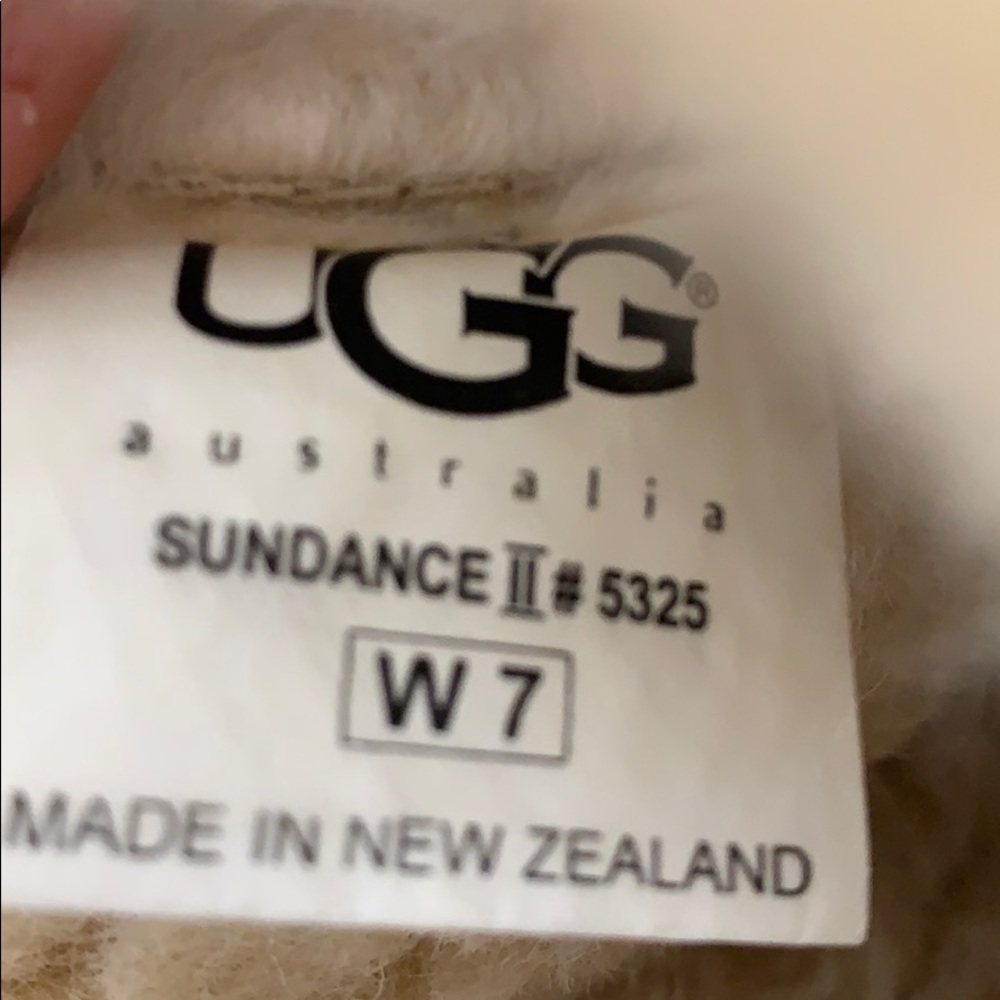 UGG®
australia
SUNDANCE II # 5325
W 7
MADE IN NEW ZEALAND